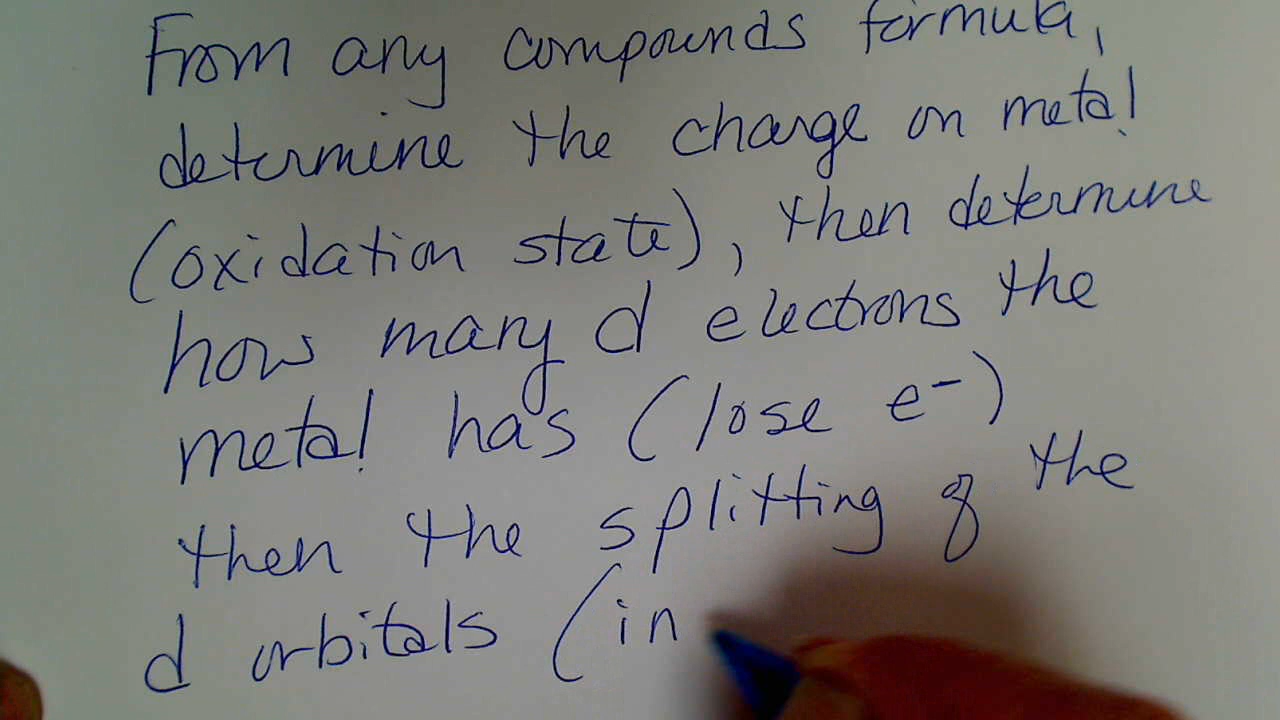 From any compounds formula,
determine the charge on metal
(oxidation state), then determine
how many d electrons the
metal has (lose e⁻)
then the splitting of the
d orbitals (in